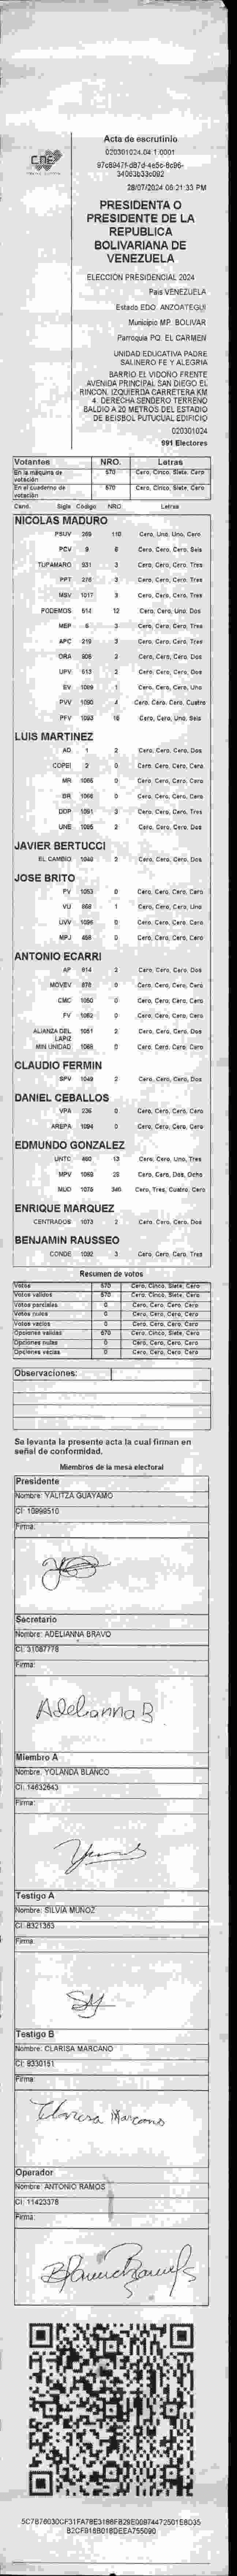 CNE
Acta de escrutinio
020301024.04.1.0001
28/07/2024 08:21:33 PM
PRESIDENTA O
PRESIDENTE DE LA
REPUBLICA
BOLIVARIANA DE
VENEZUELA
ELECCION PRESIDENCIAL 2024
Pais VENEZUELA
Estado EDO. ANZOATEGUI
Municipio MP. BOLIVAR
Parroquia PQ. EL CARMEN
UNIDAD EDUCATIVA PADRE
SALINERO FE Y ALEGRIA
BARRIO EL VIDOÑO FRENTE
AVENIDA PRINCIPAL SAN DIEGO EL
RINCON. IZQUIERDA CARRETERA KM
4. DERECHA SENDERO TERRENO
BALDIO A 20 METROS DEL ESTADIO
DE BEISBOL PUTUCUAL EDIFICIO
020301024
991 Electores
Votantes NRO. Letras
En la máquina de votación 570 Cero, Cinco, Siete, Cero
En el cuaderno de votación 570 Cero, Cinco, Siete, Cero
Cand. Sigla Código NRO Letras
NICOLAS MADURO
PSUV 269 110 Cero, Uno, Uno, Cero
PCV 9 6 Cero, Cero, Cero, Seis
TUPAMARO 931 3 Cero, Cero, Cero, Tres
PPT 276 3 Cero, Cero, Cero, Tres
MSV 1017 3 Cero, Cero, Cero, Tres
PODEMOS 514 12 Cero, Cero, Uno, Dos
MEP 5 3 Cero, Cero, Cero, Tres
APC 219 3 Cero, Cero, Cero, Tres
ORA 905 2 Cero, Cero, Cero, Dos
UPV 613 2 Cero, Cero, Cero, Dos
EV 1089 1 Cero, Cero, Cero, Uno
PVV 1090 4 Cero, Cero, Cero, Cuatro
PFV 1093 16 Cero, Cero, Uno, Seis
LUIS MARTINEZ
AD 1 2 Cero, Cero, Cero, Dos
COPEI 2 0 Cero, Cero, Cero, Cero
MR 1065 0 Cero, Cero, Cero, Cero
BR 1066 0 Cero, Cero, Cero, Cero
DDP 1091 3 Cero, Cero, Cero, Tres
UNE 1095 2 Cero, Cero, Cero, Dos
JAVIER BERTUCCI
EL CAMBIO 1040 2 Cero, Cero, Cero, Dos
JOSE BRITO
PV 1053 0 Cero, Cero, Cero, Cero
VU 868 1 Cero, Cero, Cero, Uno
UVV 1096 0 Cero, Cero, Cero, Cero
MPJ 458 0 Cero, Cero, Cero, Cero
ANTONIO ECARRI
AP 914 2 Cero, Cero, Cero, Dos
MOVEV 878 0 Cero, Cero, Cero, Cero
CMC 1050 0 Cero, Cero, Cero, Cero
FV 1062 0 Cero, Cero, Cero, Cero
ALIANZA DEL LAPIZ 1051 2 Cero, Cero, Cero, Dos
MIN UNIDAD 1068 0 Cero, Cero, Cero, Cero
CLAUDIO FERMIN
SPV 1049 2 Cero, Cero, Cero, Dos
DANIEL CEBALLOS
VPA 236 0 Cero, Cero, Cero, Cero
AREPA 1094 0 Cero, Cero, Cero, Cero
EDMUNDO GONZALEZ
UNTC 460 13 Cero, Cero, Uno, Tres
MPV 1059 28 Cero, Cero, Dos, Ocho
MUD 1075 340 Cero, Tres, Cuatro, Cero
ENRIQUE MARQUEZ
CENTRADOS 1073 2 Cero, Cero, Cero, Dos
BENJAMIN RAUSSEO
CONDE 1092 3 Cero, Cero, Cero, Tres
Resumen de votos
Votos 570 Cero, Cinco, Siete, Cero
Votos validos 570 Cero, Cinco, Siete, Cero
Votos parciales 0 Cero, Cero, Cero, Cero
Votos nulos 0 Cero, Cero, Cero, Cero
Votos vacios 0 Cero, Cero, Cero, Cero
Opciones validas 570 Cero, Cinco, Siete, Cero
Opciones nulas 0 Cero, Cero, Cero, Cero
Opciones vacias 0 Cero, Cero, Cero, Cero
Observaciones:
Se levanta la presente acta la cual firman en
señal de conformidad.
Miembros de la mesa electoral
Presidente
Nombre: YALITZA GUAYAMO
CI: 10998510
Firma:
Secretario
Nombre: ADELIANNA BRAVO
CI: 31087778
Firma:
Adelianna B
Miembro A
Nombre: YOLANDA BLANCO
CI: 14632643
Firma:
Testigo A
Nombre: SILVIA MUNOZ
CI: 8321383
Firma:
Testigo B
Nombre: CLARISA MARCANO
CI: 8330151
Firma:
Clarisa Marcano
Operador
Nombre: ANTONIO RAMOS
CI: 11423378
Firma: